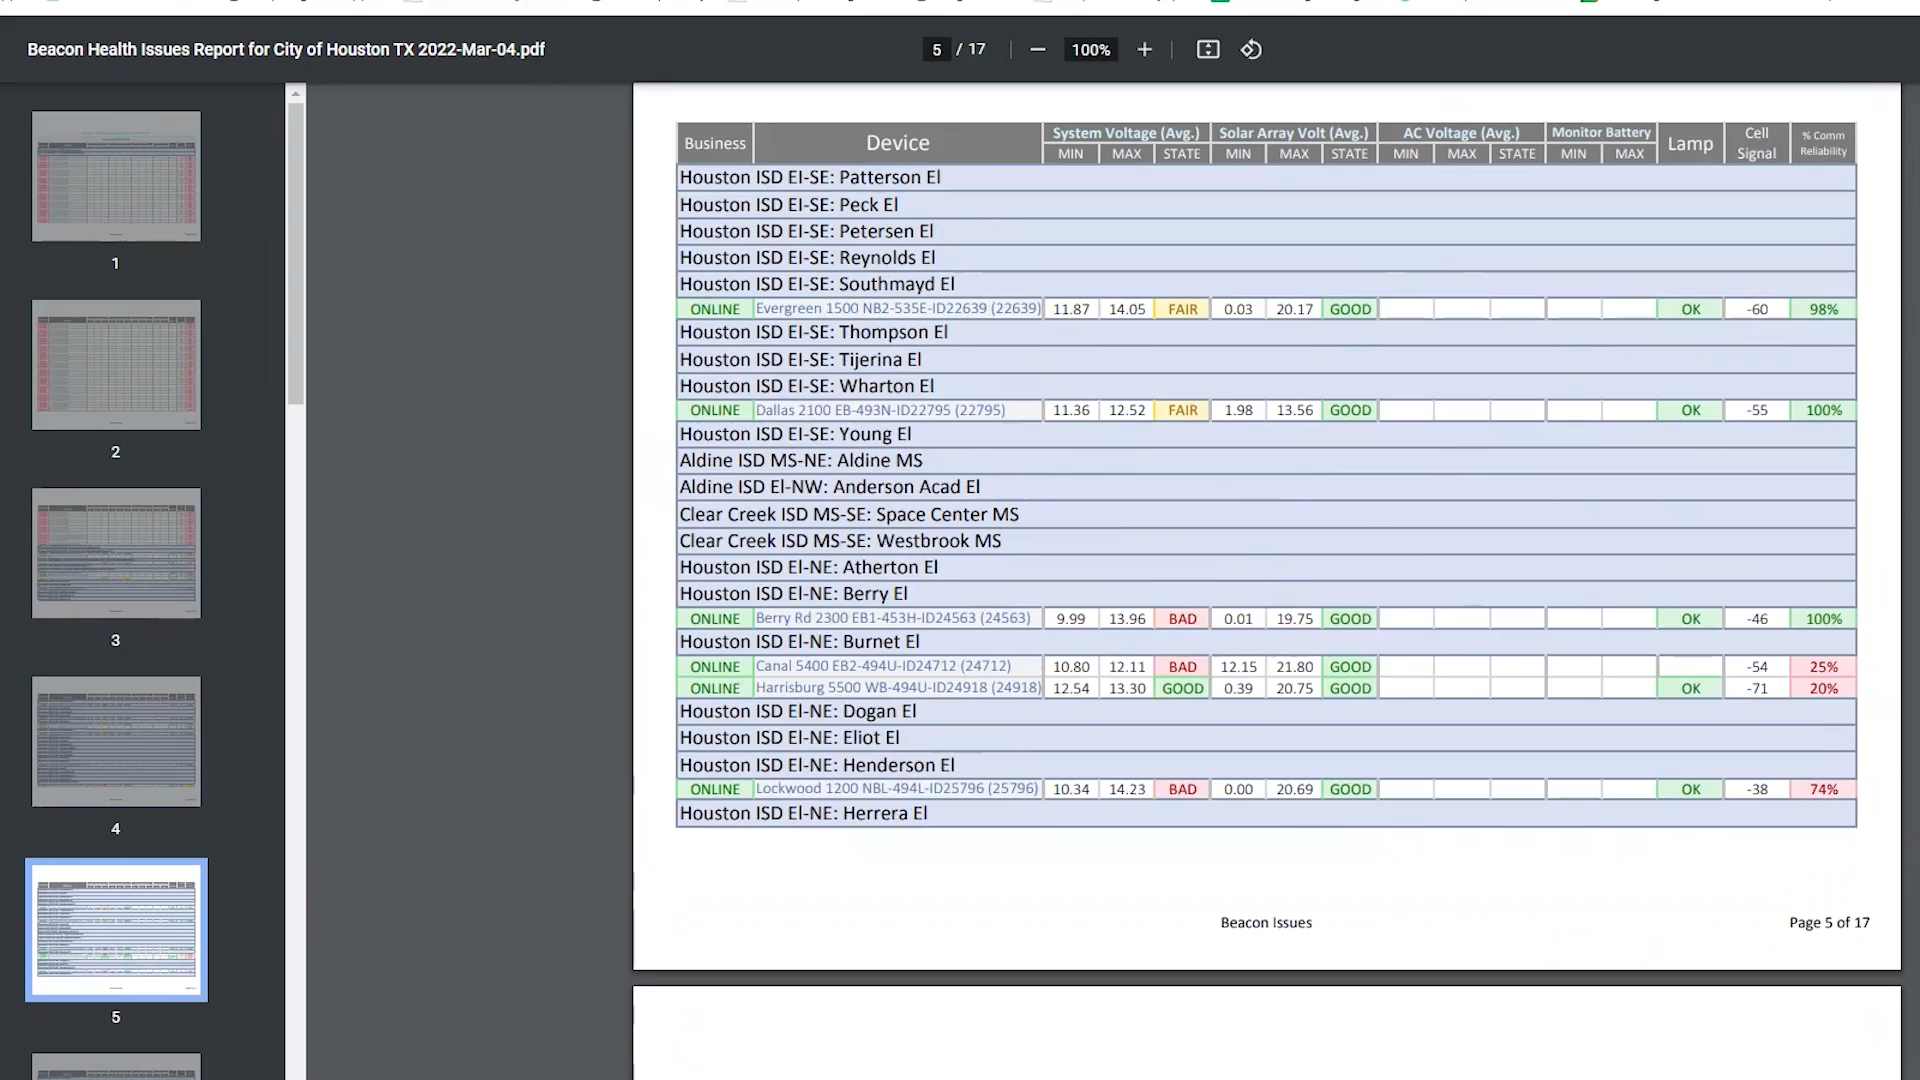 Beacon Health Issues Report for City of Houston TX 2022-Mar-04.pdf
5 / 17
100%
1
2
3
4
5
Business Device System Voltage (Avg.) Solar Array Volt (Avg.) AC Voltage (Avg.) Monitor Battery Lamp Cell Signal % Comm Reliability
MIN MAX STATE MIN MAX STATE MIN MAX STATE MIN MAX
Houston ISD EI-SE: Patterson El
Houston ISD EI-SE: Peck El
Houston ISD EI-SE: Petersen El
Houston ISD EI-SE: Reynolds El
Houston ISD EI-SE: Southmayd El
ONLINE Evergreen 1500 NB2-535E-ID22639 (22639) 11.87 14.05 FAIR 0.03 20.17 GOOD OK -60 98%
Houston ISD EI-SE: Thompson El
Houston ISD EI-SE: Tijerina El
Houston ISD EI-SE: Wharton El
ONLINE Dallas 2100 EB-493N-ID22795 (22795) 11.36 12.52 FAIR 1.98 13.56 GOOD OK -55 100%
Houston ISD EI-SE: Young El
Aldine ISD MS-NE: Aldine MS
Aldine ISD El-NW: Anderson Acad El
Clear Creek ISD MS-SE: Space Center MS
Clear Creek ISD MS-SE: Westbrook MS
Houston ISD El-NE: Atherton El
Houston ISD El-NE: Berry El
ONLINE Berry Rd 2300 EB1-453H-ID24563 (24563) 9.99 13.96 BAD 0.01 19.75 GOOD OK -46 100%
Houston ISD El-NE: Burnet El
ONLINE Canal 5400 EB2-494U-ID24712 (24712) 10.80 12.11 BAD 12.15 21.80 GOOD -54 25%
ONLINE Harrisburg 5500 WB-494U-ID24918 (24918) 12.54 13.30 GOOD 0.39 20.75 GOOD OK -71 20%
Houston ISD El-NE: Dogan El
Houston ISD El-NE: Eliot El
Houston ISD El-NE: Henderson El
ONLINE Lockwood 1200 NBL-494L-ID25796 (25796) 10.34 14.23 BAD 0.00 20.69 GOOD OK -38 74%
Houston ISD El-NE: Herrera El
Beacon Issues
Page 5 of 17